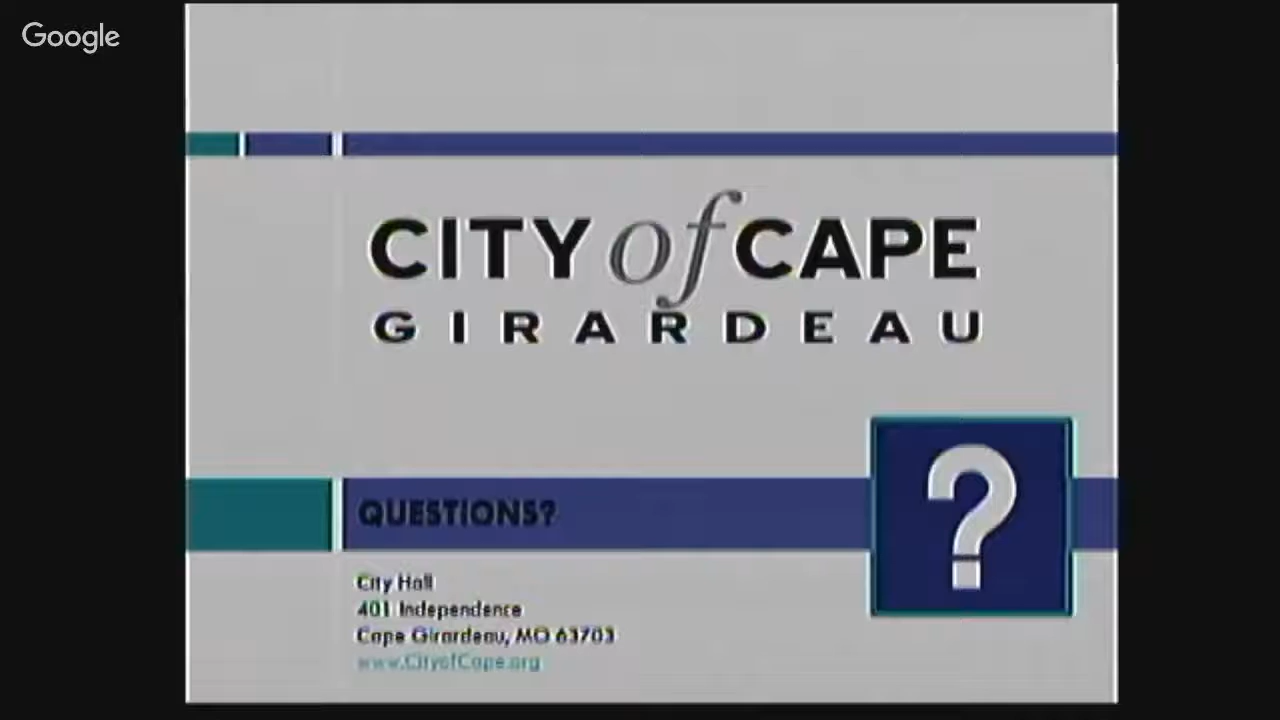 Google
CITY of CAPE
GIRARDEAU
?
QUESTIONS?
City Hall
401 Independence
Cape Girardeau, MO 63703
www.CityofCape.org